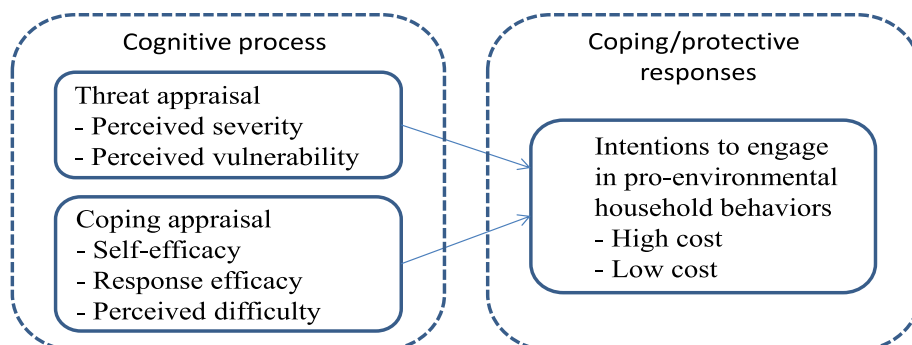 Cognitive process
Threat appraisal
- Perceived severity
- Perceived vulnerability
Coping appraisal
- Self-efficacy
- Response efficacy
- Perceived difficulty
Coping/protective
responses
Intentions to engage
in pro-environmental
household behaviors
- High cost
- Low cost